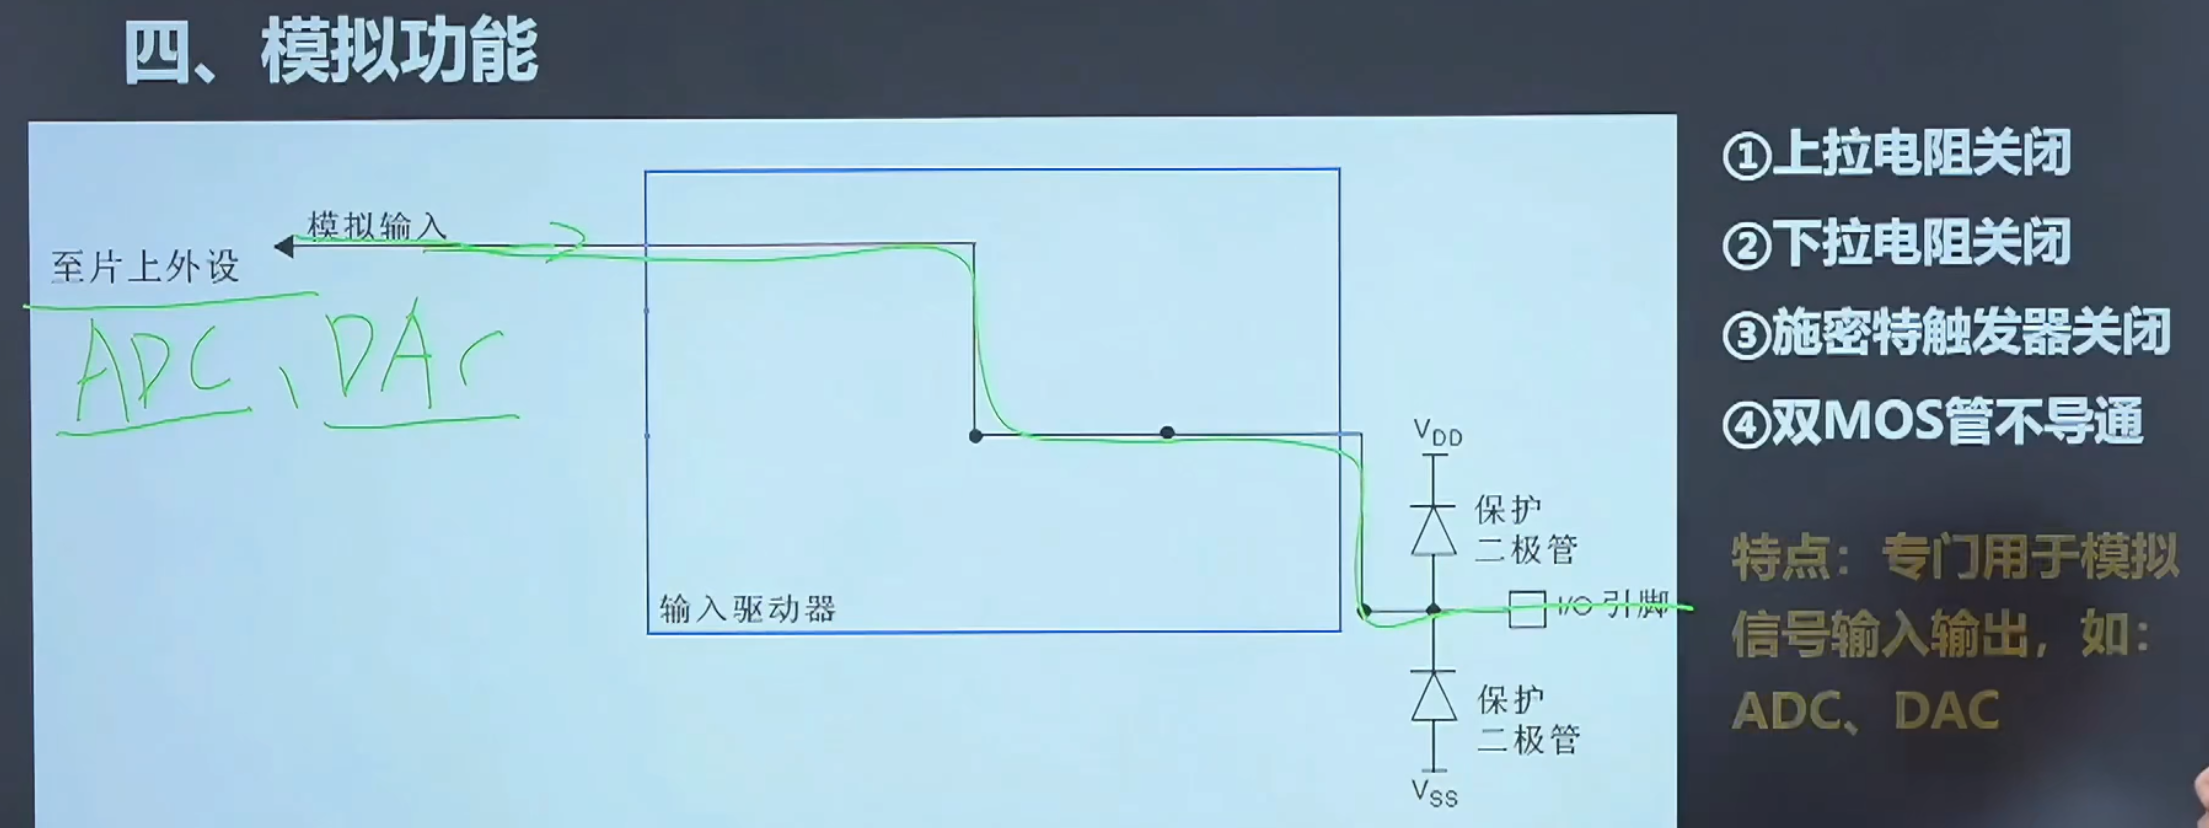 四、模拟功能
模拟输入
至片上外设
ADC、DAC
输入驱动器
VDD
保护
二极管
I/O 引脚
保护
二极管
VSS
①上拉电阻关闭
②下拉电阻关闭
③施密特触发器关闭
④双MOS管不导通
特点：专门用于模拟
信号输入输出，如：
ADC、DAC